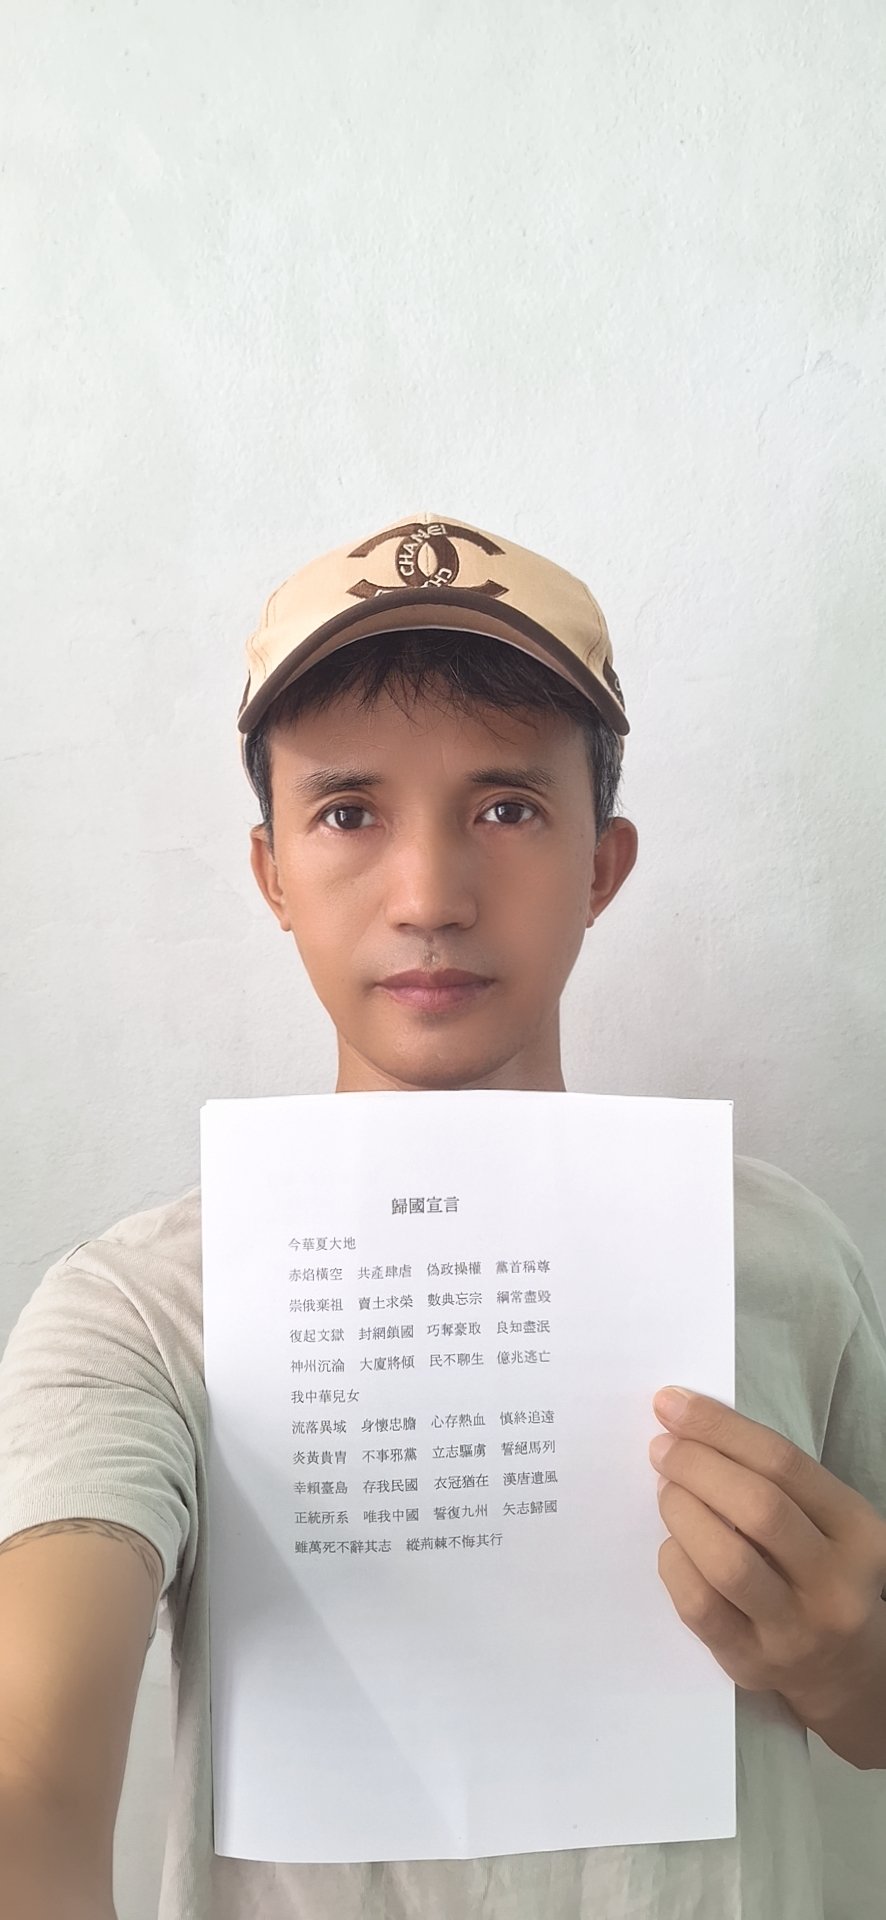 CHANEL
歸國宣言
今華夏大地
赤焰橫空 共產肆虐 偽政操權 黨首稱尊
崇俄棄祖 賣土求榮 數典忘宗 綱常盡毀
復起文獄 封網鎖國 巧奪豪取 良知盡泯
神州沉淪 大廈將傾 民不聊生 億兆逃亡
我中華兒女
流落異域 身懷忠膽 心存熱血 慎終追遠
炎黃貴冑 不事邪黨 立志驅虜 誓絕馬列
幸賴臺島 存我民國 衣冠猶在 漢唐遺風
正統所系 唯我中國 誓復九州 矢志歸國
雖萬死不辭其志 縱荊棘不悔其行